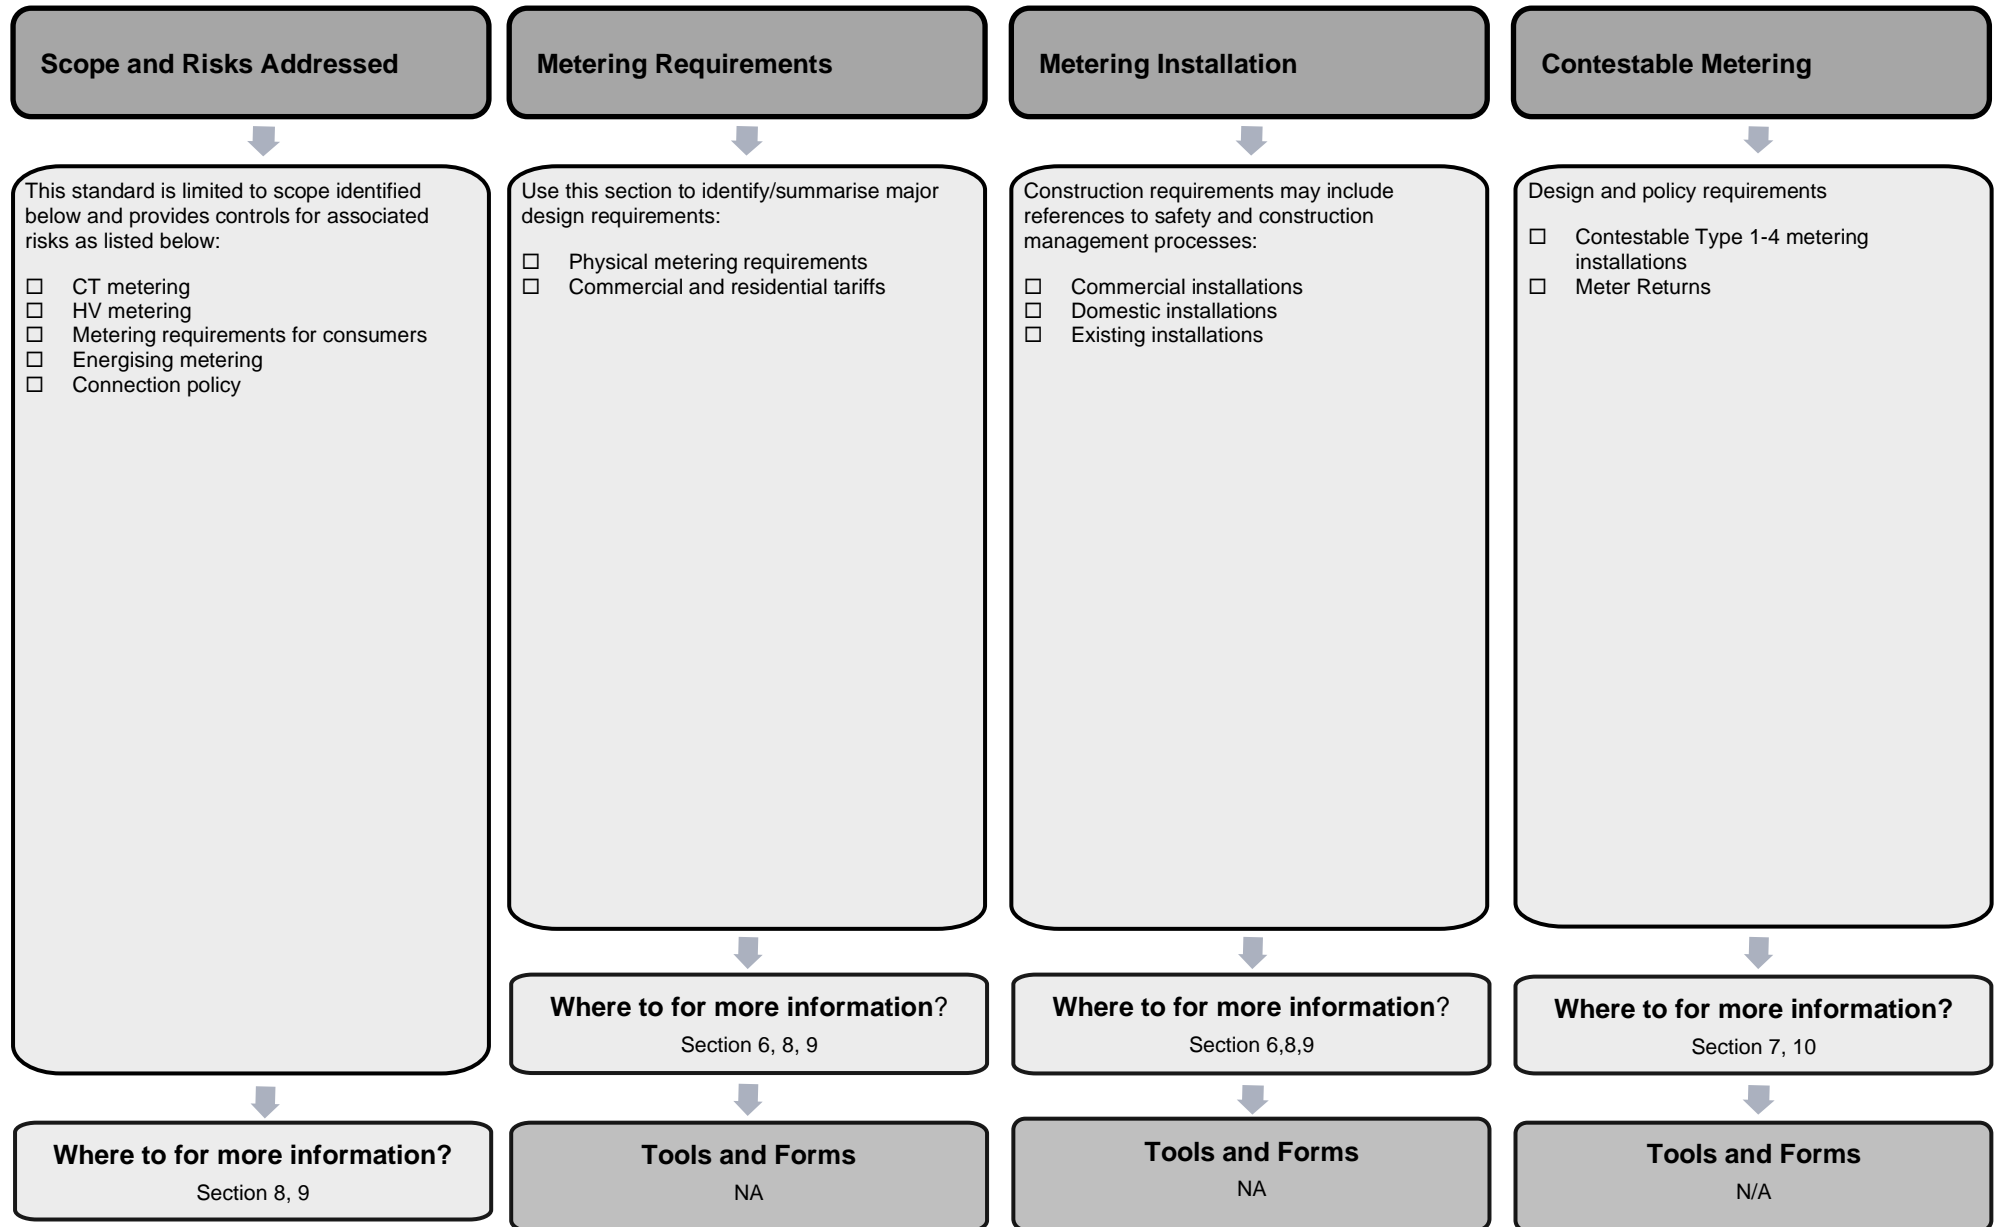 Scope and Risks Addressed
This standard is limited to scope identified
below and provides controls for associated
risks as listed below:
☐ CT metering
☐ HV metering
☐ Metering requirements for consumers
☐ Energising metering
☐ Connection policy
Where to for more information?
Section 8, 9
Metering Requirements
Use this section to identify/summarise major
design requirements:
☐ Physical metering requirements
☐ Commercial and residential tariffs
Where to for more information?
Section 6, 8, 9
Tools and Forms
NA
Metering Installation
Construction requirements may include
references to safety and construction
management processes:
☐ Commercial installations
☐ Domestic installations
☐ Existing installations
Where to for more information?
Section 6,8,9
Tools and Forms
NA
Contestable Metering
Design and policy requirements
☐ Contestable Type 1-4 metering
installations
☐ Meter Returns
Where to for more information?
Section 7, 10
Tools and Forms
N/A